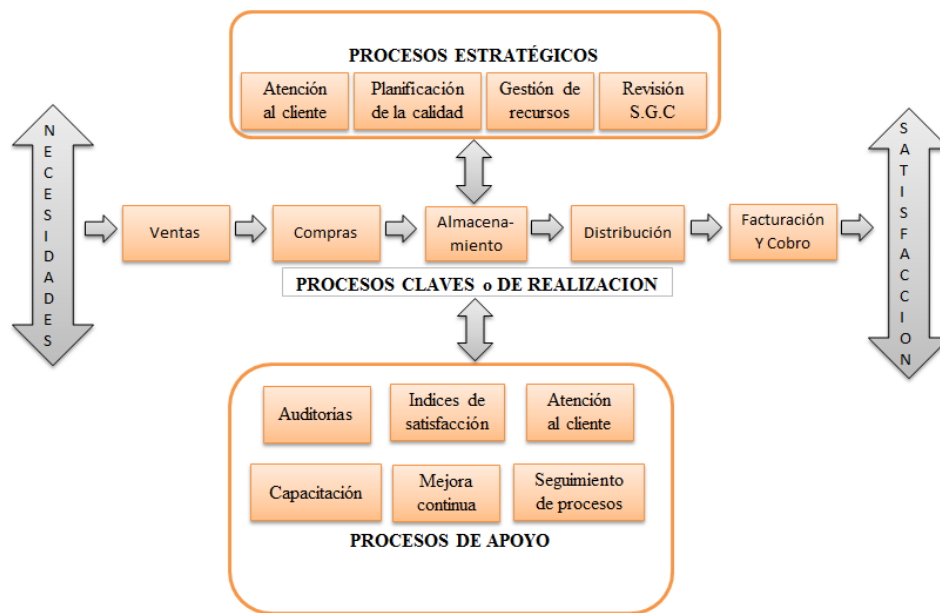 PROCESOS ESTRATÉGICOS
Atención
al cliente
Planificación
de la calidad
Gestión de
recursos
Revisión
S.G.C
NECESIDADES
Ventas
Compras
Almacena-
miento
Distribución
Facturación
Y Cobro
SATISFACCION
PROCESOS CLAVES o DE REALIZACION
Auditorias
Indices de
satisfacción
Atención
al cliente
Capacitación
Mejora
continua
Seguimiento
de procesos
PROCESOS DE APOYO